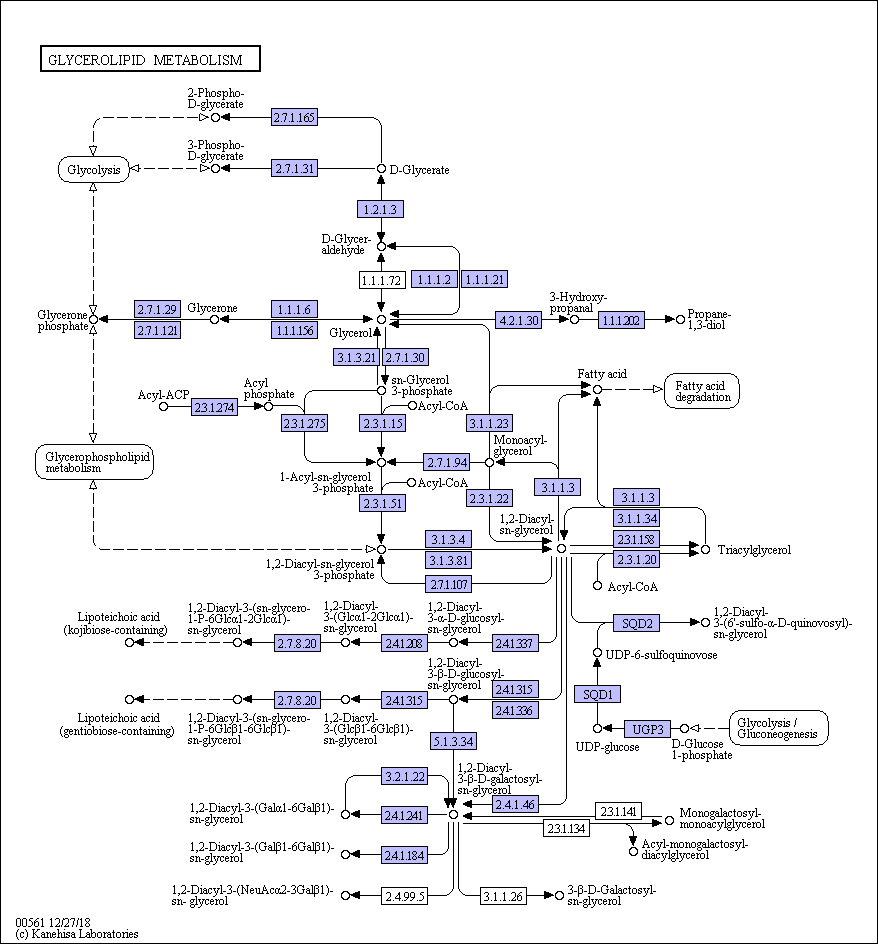 GLYCEROLIPID METABOLISM
2-Phospho-
D-glycerate
2.7.1.165
3-Phospho-
D-glycerate
Glycolysis
2.7.1.31
D-Glycerate
1.2.1.3
D-Glycer-
aldehyde
1.1.1.72
1.1.1.2
1.1.1.21
Glycerone
phosphate
2.7.1.29
2.7.1.121
Glycerone
1.1.1.6
1.1.1.156
Glycerol
4.2.1.30
3-Hydroxy-
propanal
1.1.1.202
Propane-
1,3-diol
3.1.3.21
2.7.1.30
sn-Glycerol
3-phosphate
Fatty acid
Fatty acid
degradation
Acyl-ACP
2.3.1.274
Acyl
phosphate
2.3.1.275
2.3.1.15
Acyl-CoA
3.1.1.23
Monoacyl-
glycerol
Glycerophospholipid
metabolism
2.7.1.94
1-Acyl-sn-glycerol
3-phosphate
Acyl-CoA
2.3.1.51
2.3.1.22
3.1.1.3
3.1.1.3
3.1.1.34
1,2-Diacyl-
sn-glycerol
3.1.3.4
3.1.3.81
2.7.1.107
2.3.1.158
2.3.1.20
Triacylglycerol
1,2-Diacyl-sn-glycerol
3-phosphate
Acyl-CoA
Lipoteichoic acid
(kojibiose-containing)
1,2-Diacyl-3-(sn-glycero-
1-P-6Glcα1-2Glcα1)-
sn-glycerol
2.7.8.20
1,2-Diacyl-
3-(Glcα1-2Glcα1)-
sn-glycerol
2.4.1.208
1,2-Diacyl-
3-α-D-glucosyl-
sn-glycerol
2.4.1.337
SQD2
1,2-Diacyl-
3-(6'-sulfo-α-D-quinovosyl)-
sn-glycerol
UDP-6-sulfoquinovose
1,2-Diacyl-
3-β-D-glucosyl-
sn-glycerol
2.4.1.315
2.4.1.336
2.7.8.20
2.4.1.315
SQD1
Lipoteichoic acid
(gentiobiose-containing)
1,2-Diacyl-3-(sn-glycero-
1-P-6Glcβ1-6Glcβ1)-
sn-glycerol
1,2-Diacyl-
3-(Glcβ1-6Glcβ1)-
sn-glycerol
5.1.3.34
UDP-glucose
UGP3
D-Glucose
1-phosphate
Glycolysis /
Gluconeogenesis
1,2-Diacyl-
3-β-D-galactosyl-
sn-glycerol
3.2.1.22
2.4.1.46
1,2-Diacyl-3-(Galα1-6Galβ1)-
sn-glycerol
2.4.1.241
2.3.1.141
2.3.1.134
Monogalactosyl-
monoacylglycerol
Acyl-monogalactosyl-
diacylglycerol
1,2-Diacyl-3-(Galβ1-6Galβ1)-
sn-glycerol
2.4.1.184
1,2-Diacyl-3-(NeuAcα2-3Galβ1)-
sn- glycerol
2.4.99.5
3.1.1.26
3-β-D-Galactosyl-
sn-glycerol
00561 12/27/18
(c) Kanehisa Laboratories